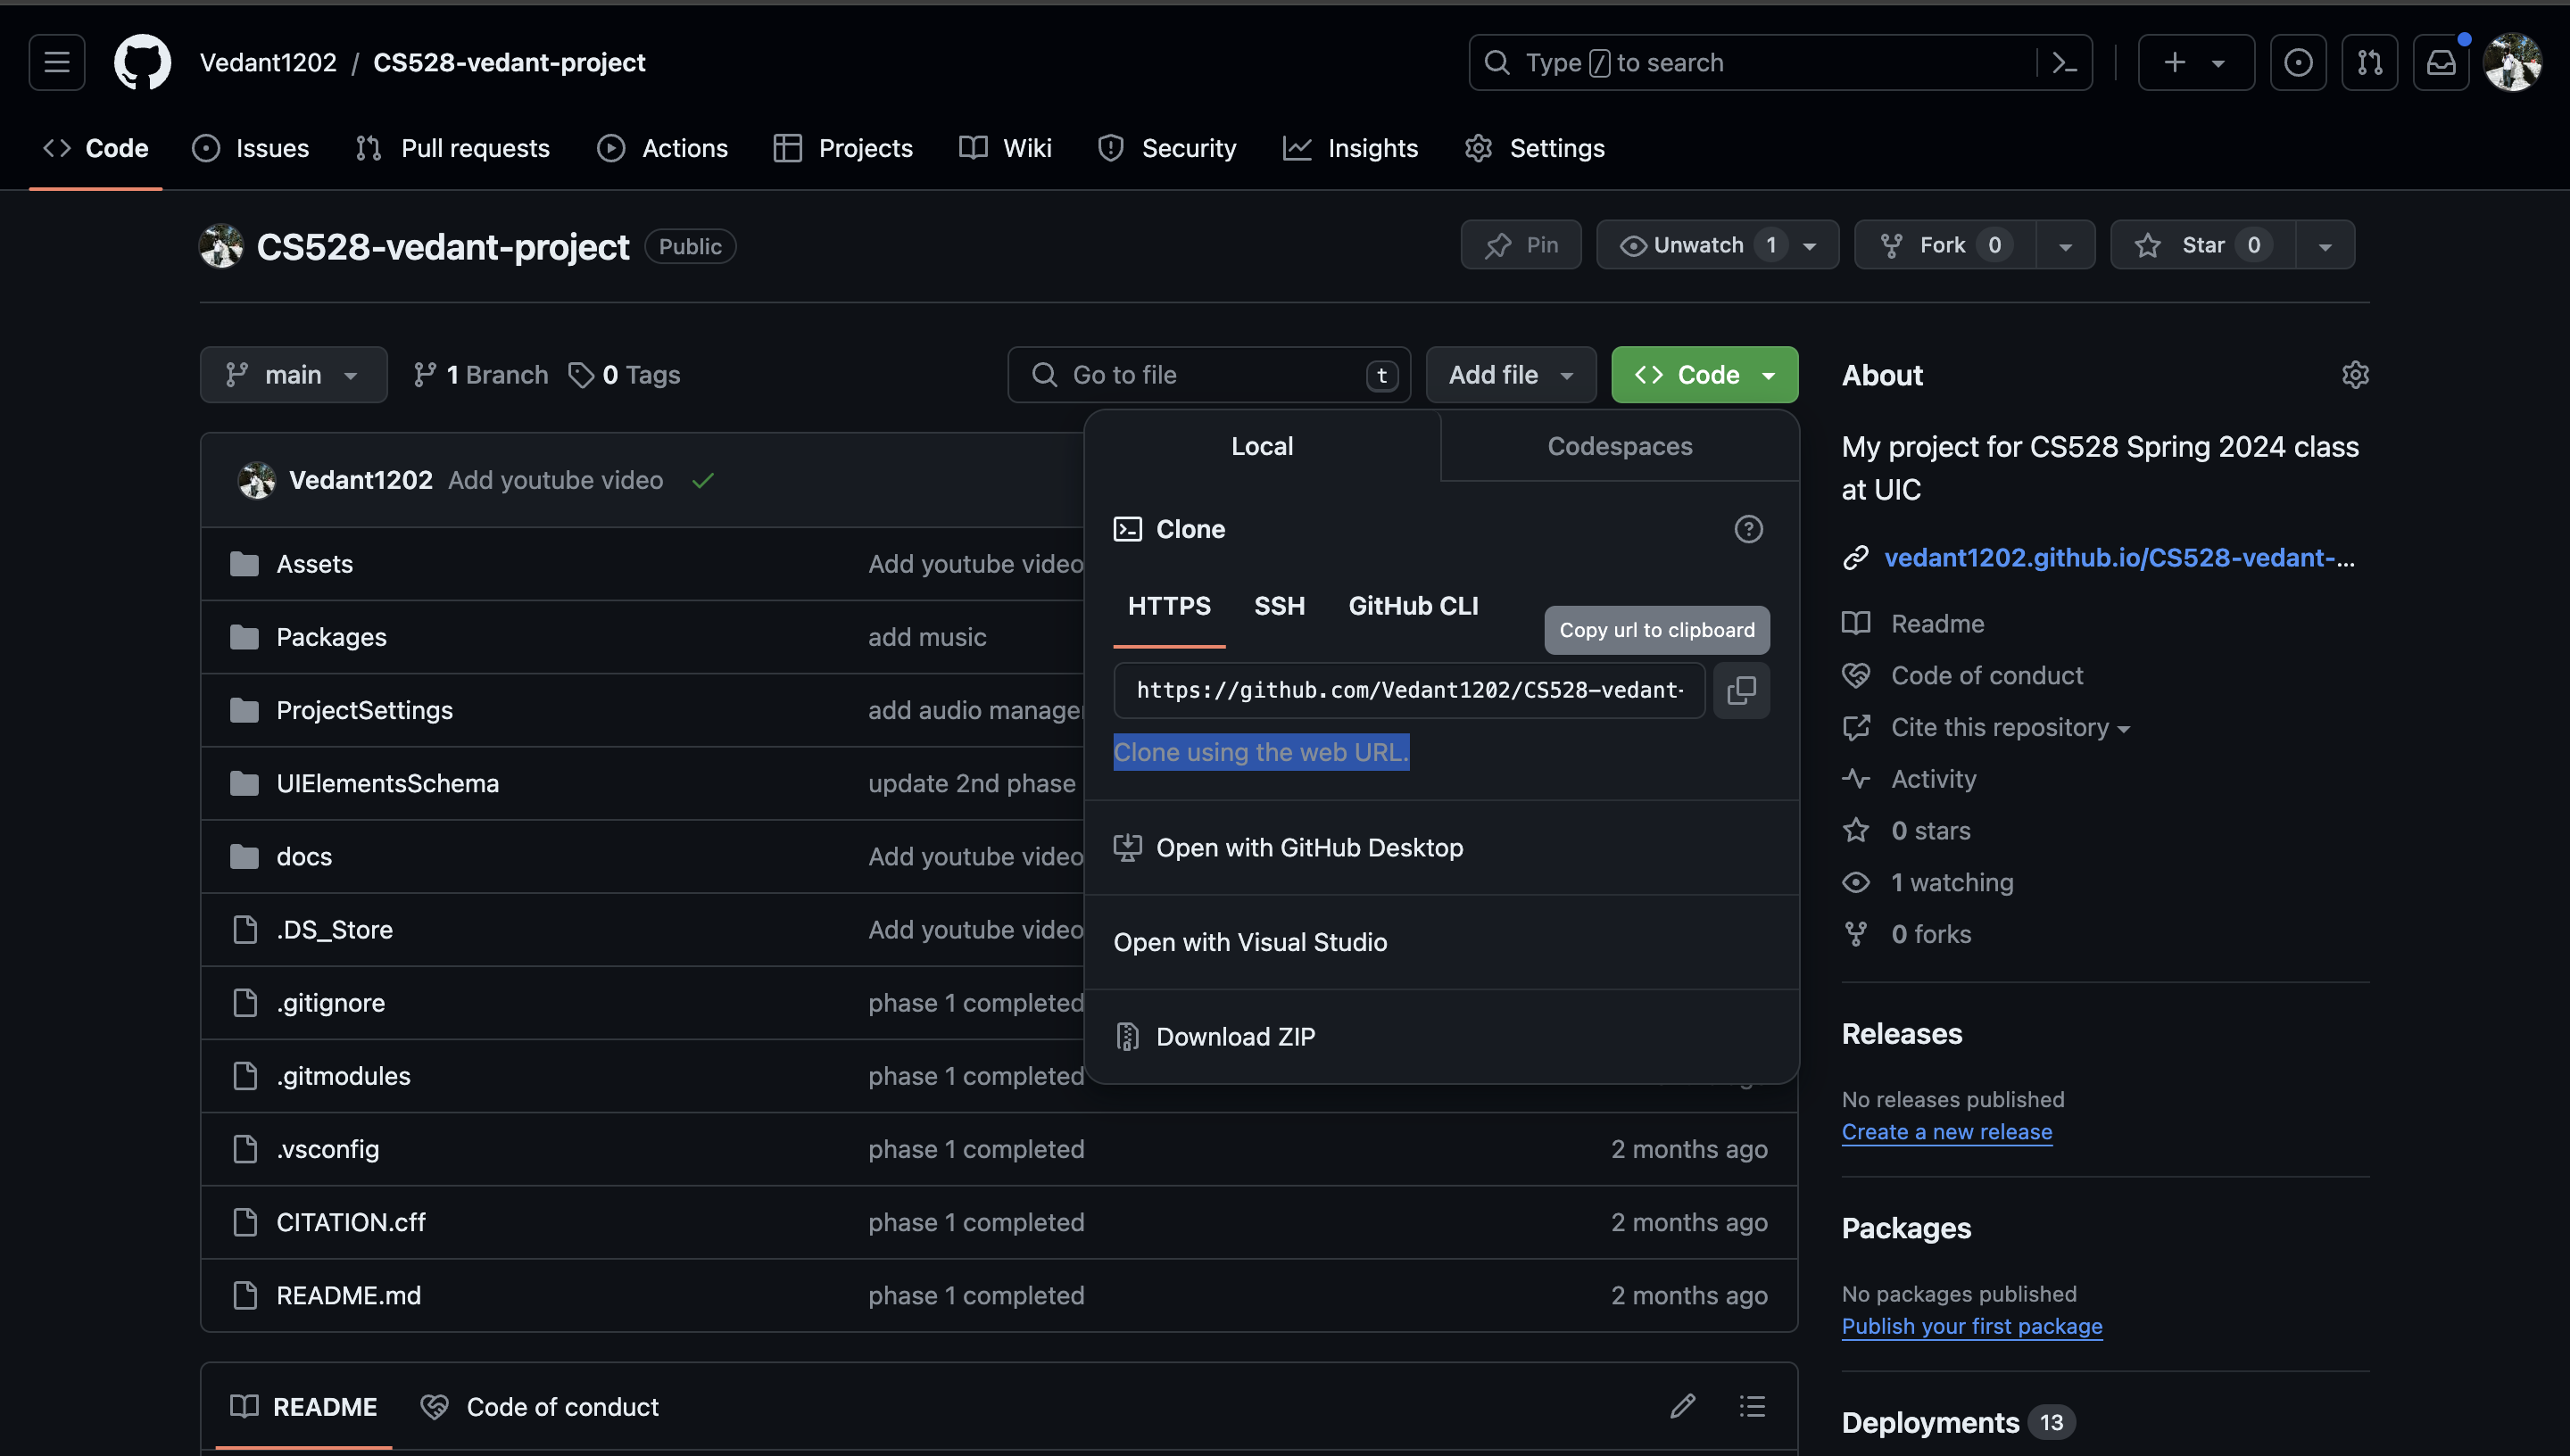 Vedant1202 / CS528-vedant-project
Type / to search
Code Issues Pull requests Actions Projects Wiki Security Insights Settings
CS528-vedant-project Public
Pin Unwatch 1 Fork 0 Star 0
main 1 Branch 0 Tags
Go to file t Add file Code
Local Codespaces
Clone
HTTPS SSH GitHub CLI
Copy url to clipboard
https://github.com/Vedant1202/CS528-vedant-
Clone using the web URL.
Open with GitHub Desktop
Open with Visual Studio
Download ZIP
Vedant1202 Add youtube video
Assets Add youtube video
Packages add music
ProjectSettings add audio manager
UIElementsSchema update 2nd phase
docs Add youtube video
.DS_Store Add youtube video
.gitignore phase 1 completed
.gitmodules phase 1 completed
.vsconfig phase 1 completed 2 months ago
CITATION.cff phase 1 completed 2 months ago
README.md phase 1 completed 2 months ago
README Code of conduct
About
My project for CS528 Spring 2024 class
at UIC
vedant1202.github.io/CS528-vedant-...
Readme
Code of conduct
Cite this repository
Activity
0 stars
1 watching
0 forks
Releases
No releases published
Create a new release
Packages
No packages published
Publish your first package
Deployments 13